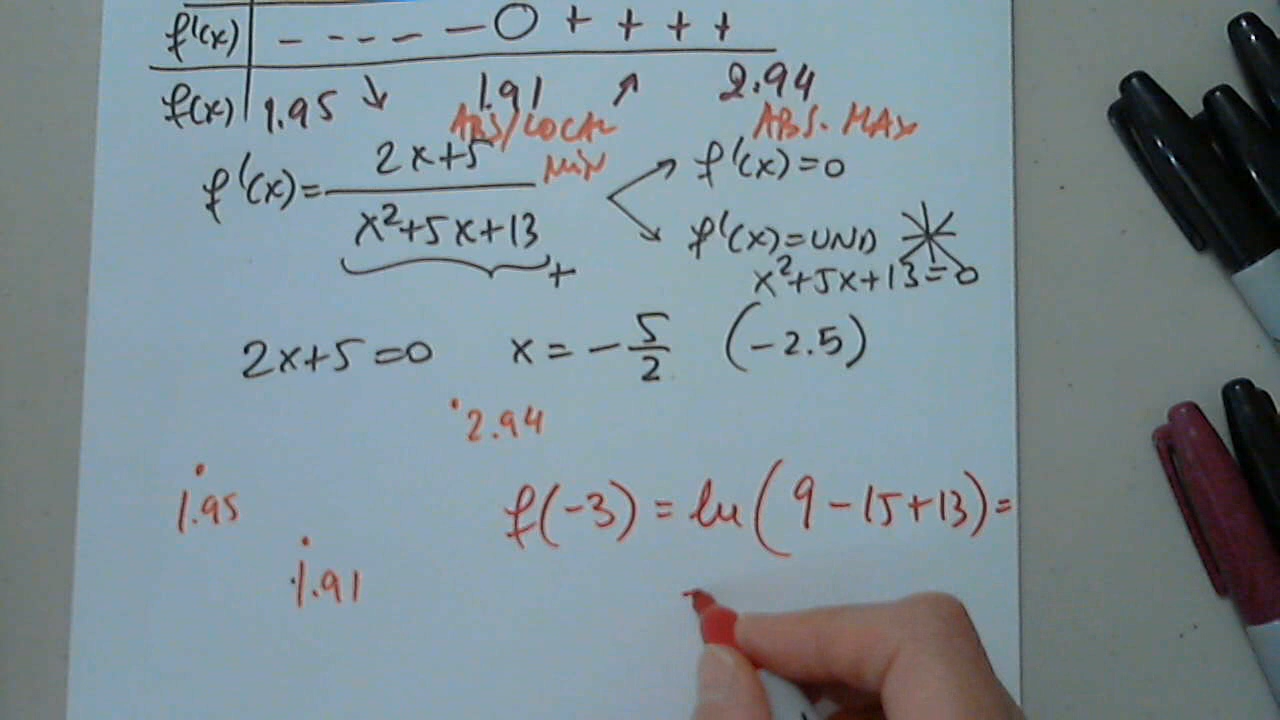 f'(x) - - - - - 0 + + + +
f(x) 1.95 ↘ 1.91 ↗ 2.94
ABS/LOCAL MIN ABS. MAX
f'(x) = (2x+5)/(x²+5x+13)
f'(x)=0
f'(x)=UND
x²+5x+13=0
+
2x+5=0 x = -5/2 (-2.5)
2.94
1.95
f(-3) = ln(9-15+13)=
1.91